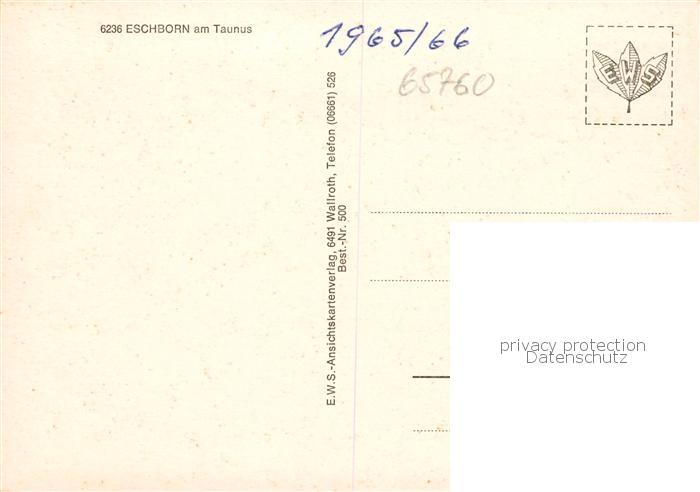 6236 ESCHBORN am Taunus
1965/66
65760
EWS
E.W.S.-Ansichtskartenverlag, 6491 Wallroth, Telefon (06661) 526
Best.-Nr. 500
privacy protection
Datenschutz